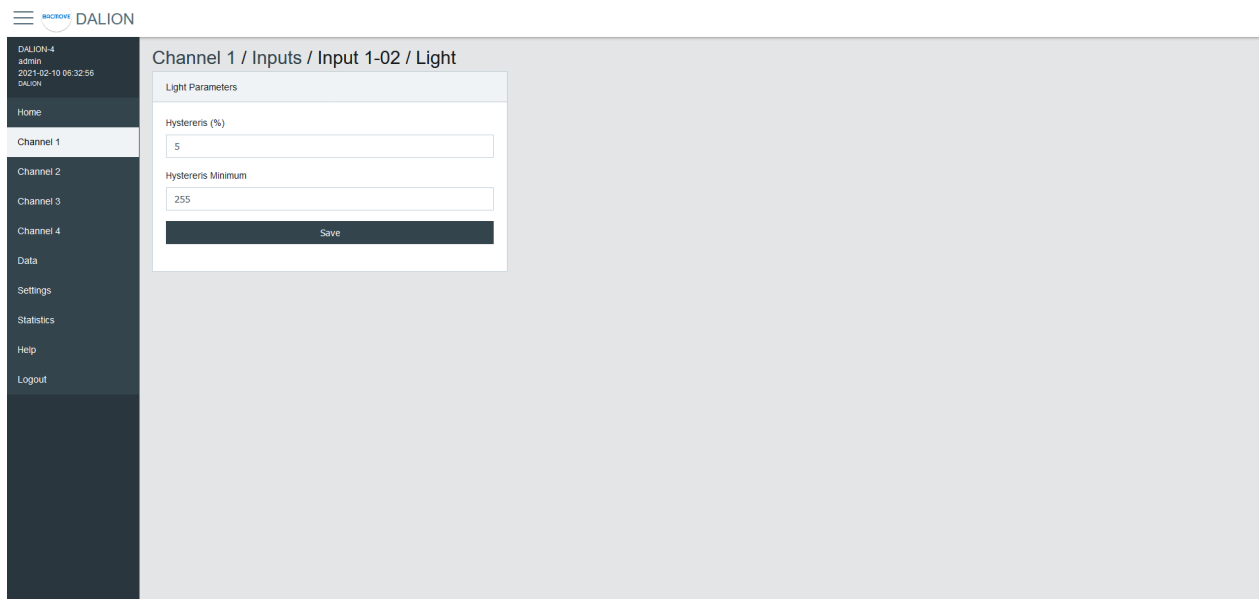 BACMOVE DALION
DALION-4
admin
2021-02-10 06:32:56
DALION
Home
Channel 1
Channel 2
Channel 3
Channel 4
Data
Settings
Statistics
Help
Logout
Channel 1 / Inputs / Input 1-02 / Light
Light Parameters
Hystereris (%)
5
Hystereris Minimum
255
Save